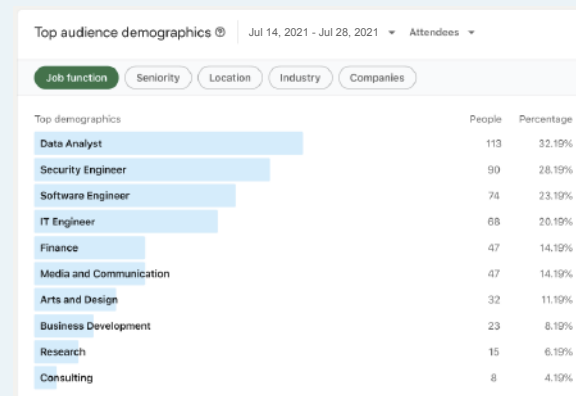 Top audience demographics ? Jul 14, 2021 - Jul 28, 2021 Attendees
Job function Seniority Location Industry Companies
Top demographics People Percentage
Data Analyst 113 32.19%
Security Engineer 90 28.19%
Software Engineer 74 23.19%
IT Engineer 68 20.19%
Finance 47 14.19%
Media and Communication 47 14.19%
Arts and Design 32 11.19%
Business Development 23 8.19%
Research 15 6.19%
Consulting 8 4.19%